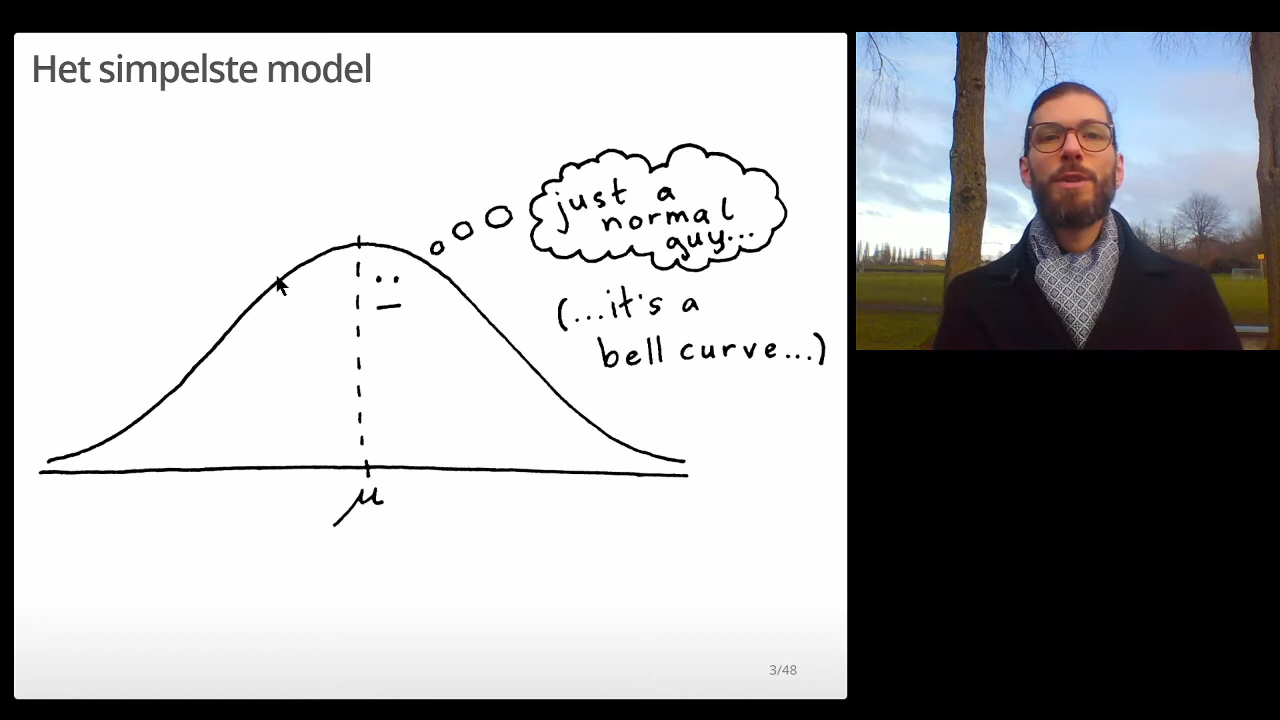 Het simpelste model
just a
normal
guy...
(...it's a
bell curve...)
μ
3/48